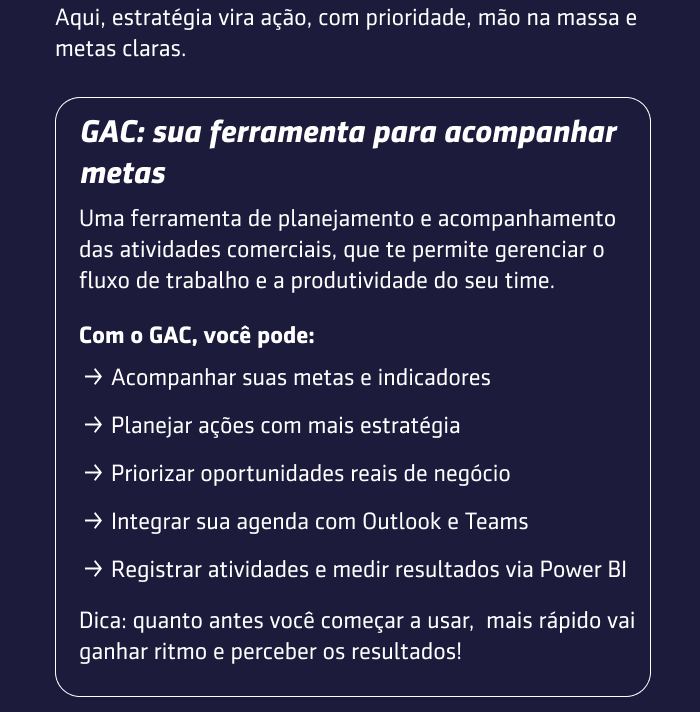 Aqui, estratégia vira ação, com prioridade, mão na massa e
metas claras.
GAC: sua ferramenta para acompanhar
metas
Uma ferramenta de planejamento e acompanhamento
das atividades comerciais, que te permite gerenciar o
fluxo de trabalho e a produtividade do seu time.
Com o GAC, você pode:
→ Acompanhar suas metas e indicadores
→ Planejar ações com mais estratégia
→ Priorizar oportunidades reais de negócio
→ Integrar sua agenda com Outlook e Teams
→ Registrar atividades e medir resultados via Power BI
Dica: quanto antes você começar a usar,  mais rápido vai
ganhar ritmo e perceber os resultados!